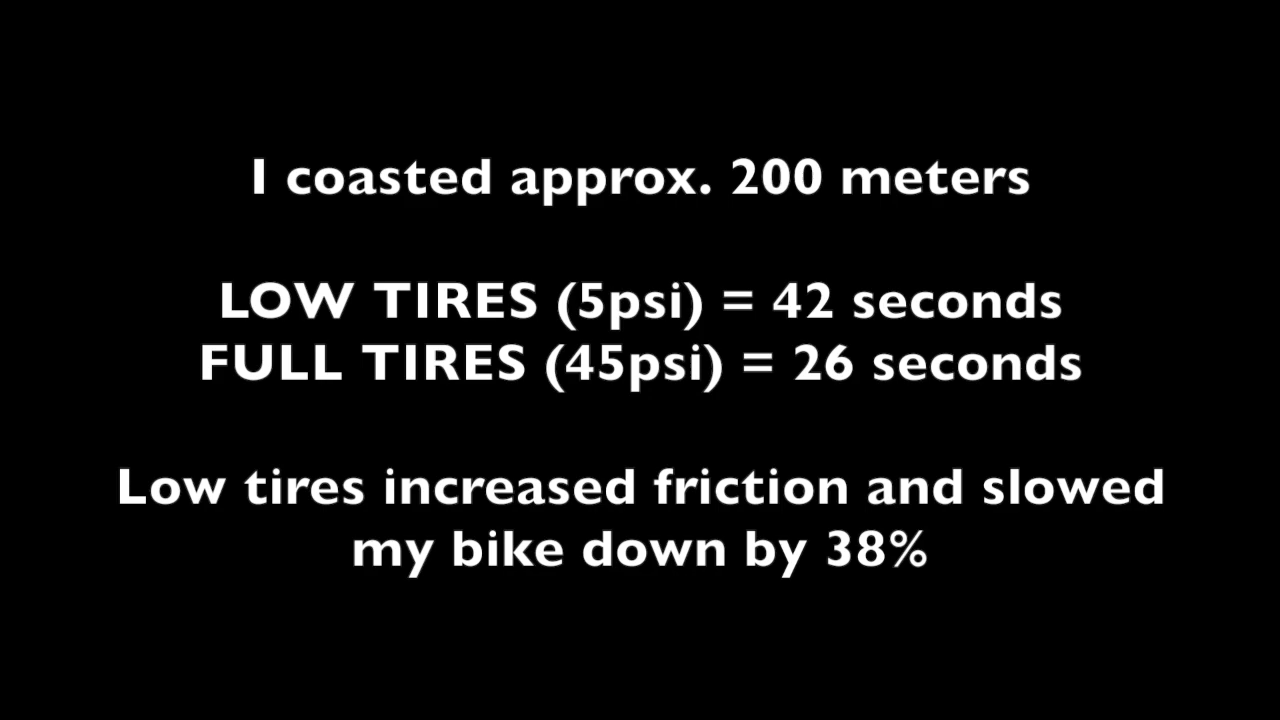 I coasted approx. 200 meters
LOW TIRES (5psi) = 42 seconds
FULL TIRES (45psi) = 26 seconds
Low tires increased friction and slowed
my bike down by 38%